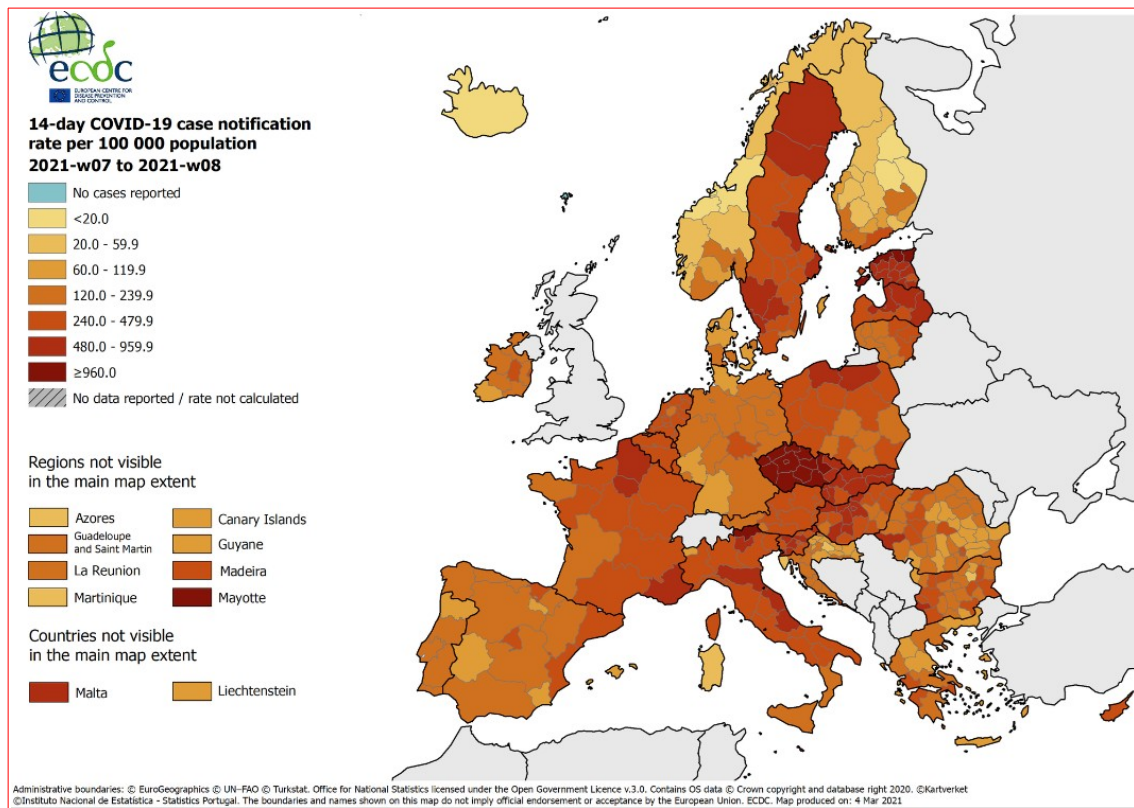 ecdc
EUROPEAN CENTRE FOR
DISEASE PREVENTION
AND CONTROL
14-day COVID-19 case notification
rate per 100 000 population
2021-w07 to 2021-w08
No cases reported
<20.0
20.0 - 59.9
60.0 - 119.9
120.0 - 239.9
240.0 - 479.9
480.0 - 959.9
≥960.0
No data reported / rate not calculated
Regions not visible
in the main map extent
Azores
Canary Islands
Guadeloupe
and Saint Martin
Guyane
La Reunion
Madeira
Martinique
Mayotte
Countries not visible
in the main map extent
Malta
Liechtenstein
Administrative boundaries: © EuroGeographics © UN–FAO © Turkstat. Office for National Statistics licensed under the Open Government Licence v.3.0. Contains OS data © Crown copyright and database right 2020. ©Kartverket
©Instituto Nacional de Estatística - Statistics Portugal. The boundaries and names shown on this map do not imply official endorsement or acceptance by the European Union. ECDC. Map produced on: 4 Mar 2021